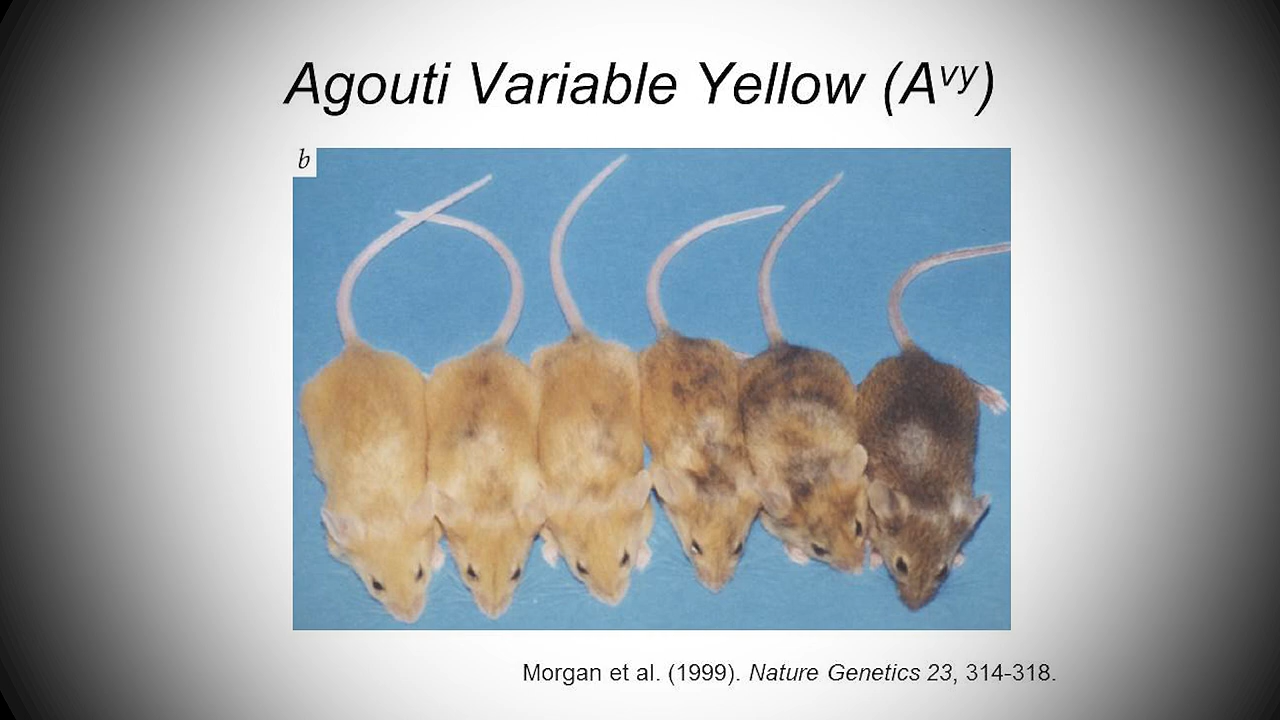 Agouti Variable Yellow (Aᵛʸ)
b
Morgan et al. (1999). Nature Genetics 23, 314-318.